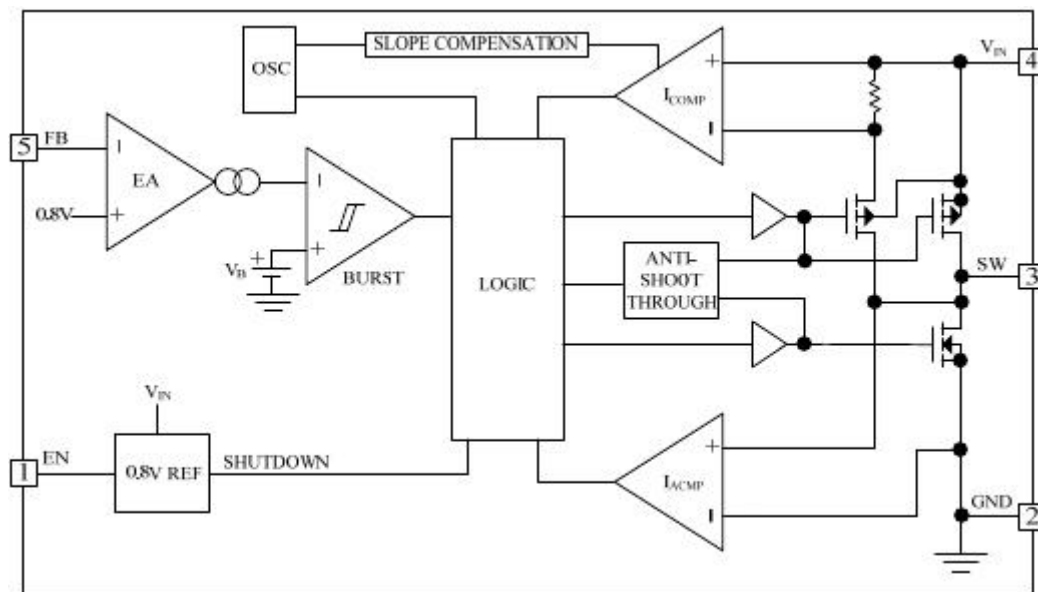 SLOPE COMPENSATION
OSC
VIN
4
ICOMP
+
5
FB
EA
0.8V
+
VB
+
+
BURST
LOGIC
ANTI-
SHOOT
THROUGH
SW
3
VIN
EN
1
0.8V REF
SHUTDOWN
+
IACMP
GND
2